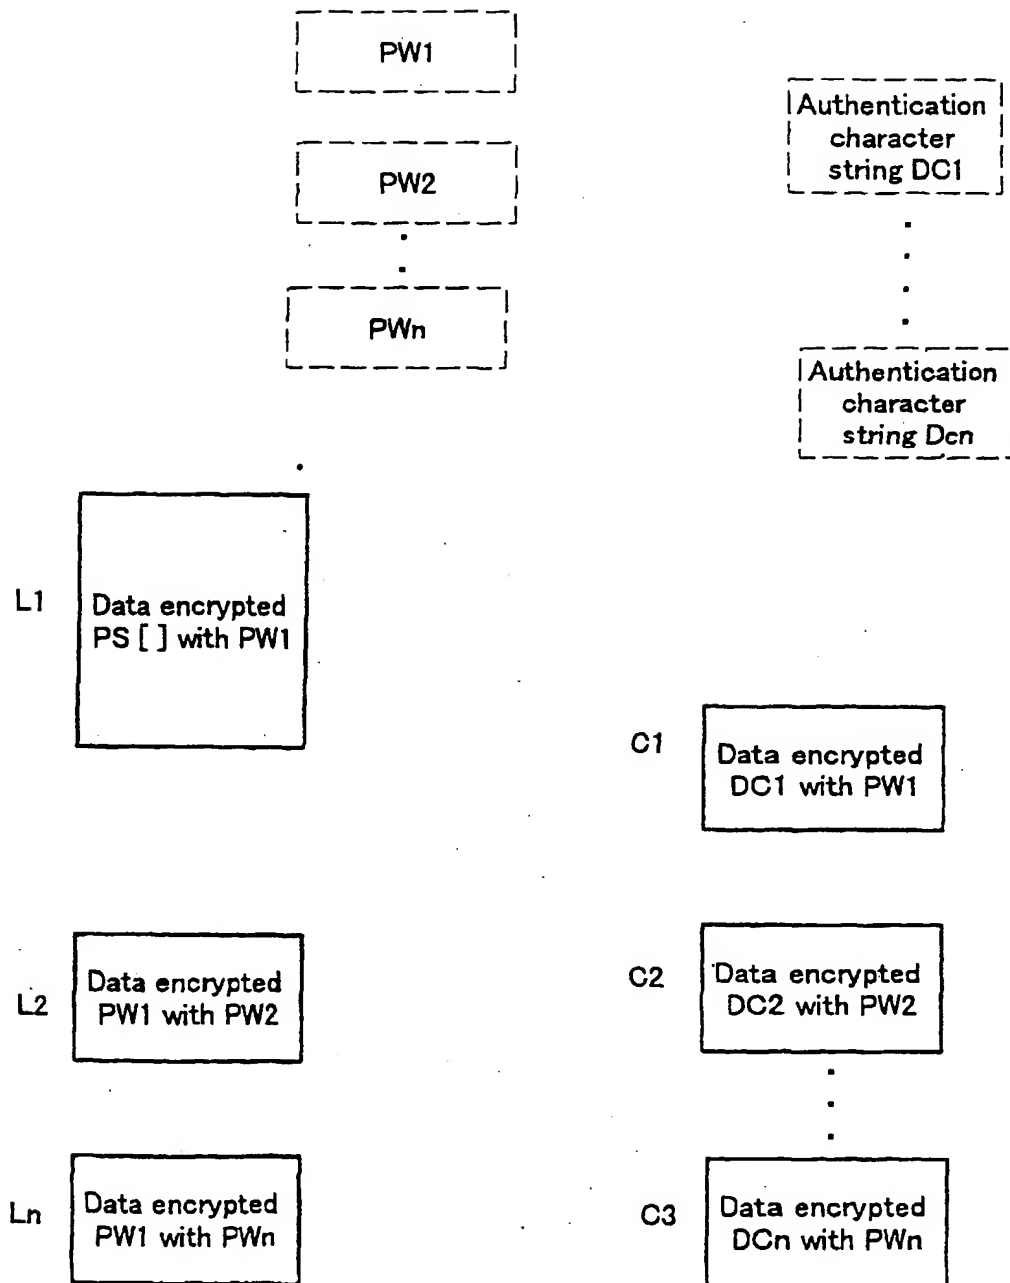 PW1
PW2
PWn
Authentication
character
string DC1
Authentication
character
string Dcn
L1
Data encrypted
PS [ ] with PW1
C1
Data encrypted
DC1 with PW1
L2
Data encrypted
PW1 with PW2
C2
Data encrypted
DC2 with PW2
Ln
Data encrypted
PW1 with PWn
C3
Data encrypted
DCn with PWn